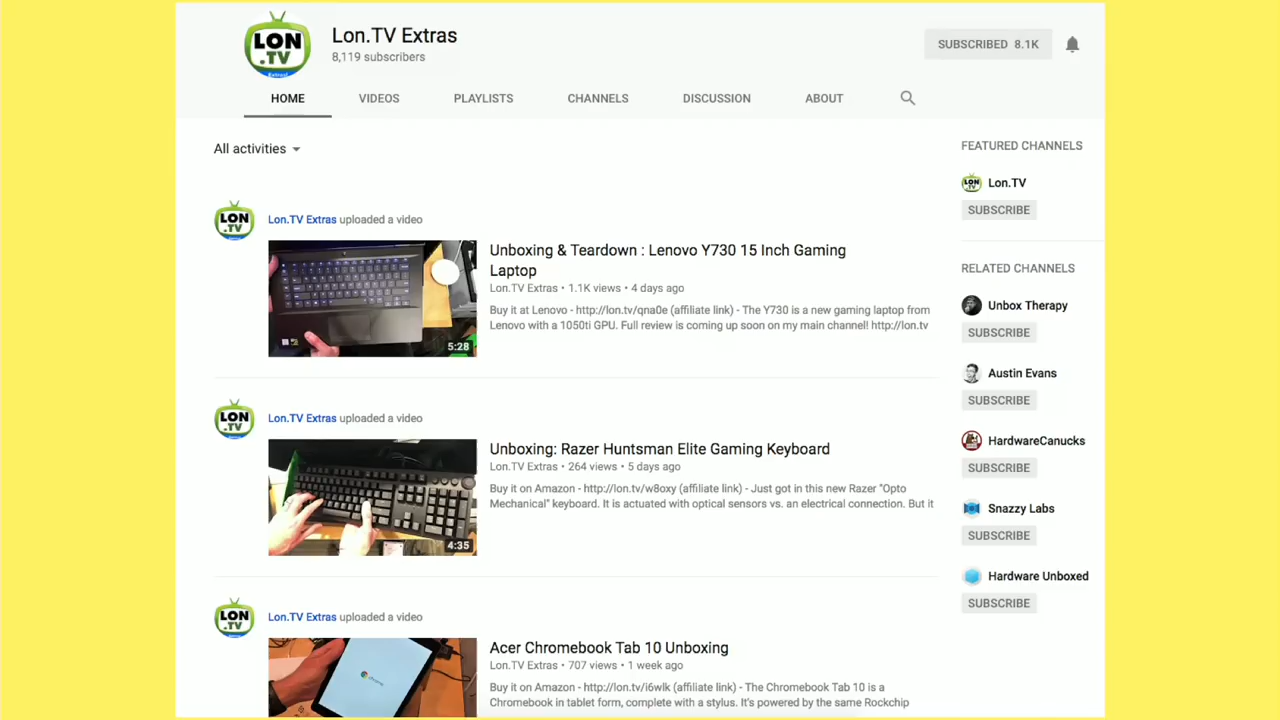 LON
.TV
Extras!
Lon.TV Extras
8,119 subscribers
SUBSCRIBED 8.1K
HOME
VIDEOS
PLAYLISTS
CHANNELS
DISCUSSION
ABOUT
All activities
LON
.TV
Lon.TV Extras uploaded a video
5:28
Unboxing & Teardown : Lenovo Y730 15 Inch Gaming
Laptop
Lon.TV Extras • 1.1K views • 4 days ago
Buy it at Lenovo - http://lon.tv/qna0e (affiliate link) - The Y730 is a new gaming laptop from
Lenovo with a 1050ti GPU. Full review is coming up soon on my main channel! http://lon.tv
LON
.TV
Lon.TV Extras uploaded a video
4:35
Unboxing: Razer Huntsman Elite Gaming Keyboard
Lon.TV Extras • 264 views • 5 days ago
Buy it on Amazon - http://lon.tv/w8oxy (affiliate link) - Just got in this new Razer "Opto
Mechanical" keyboard. It is actuated with optical sensors vs. an electrical connection. But it
LON
.TV
Lon.TV Extras uploaded a video
chrome
Acer Chromebook Tab 10 Unboxing
Lon.TV Extras • 707 views • 1 week ago
Buy it on Amazon - http://lon.tv/i6wlk (affiliate link) - The Chromebook Tab 10 is a
Chromebook in tablet form, complete with a stylus. It's powered by the same Rockchip
FEATURED CHANNELS
LON
.TV
Lon.TV
SUBSCRIBE
RELATED CHANNELS
Unbox Therapy
SUBSCRIBE
Austin Evans
SUBSCRIBE
HardwareCanucks
SUBSCRIBE
Snazzy Labs
SUBSCRIBE
Hardware Unboxed
SUBSCRIBE